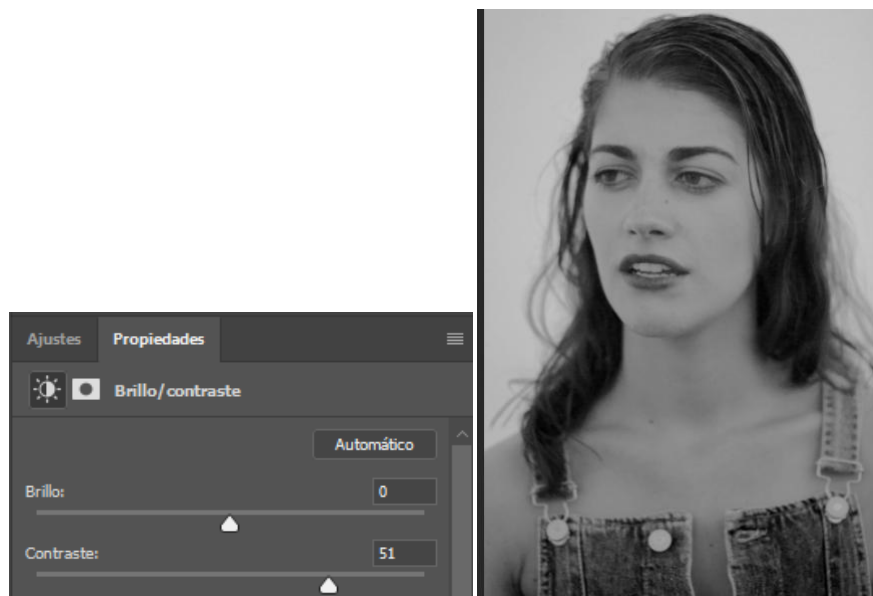 Ajustes Propiedades
Brillo/contraste
Automático
Brillo: 0
Contraste: 51